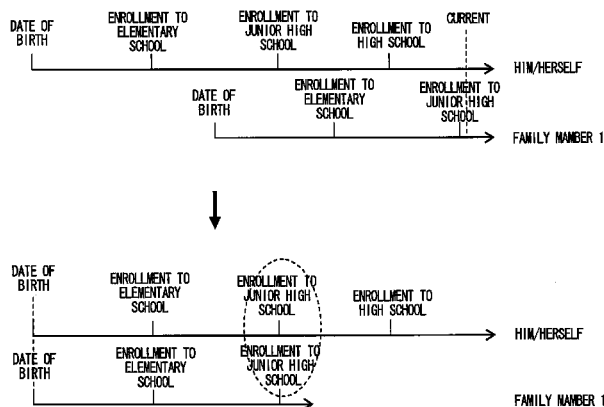 DATE OF
BIRTH
ENROLLMENT TO
ELEMENTARY
SCHOOL
ENROLLMENT TO
JUNIOR HIGH
SCHOOL
ENROLLMENT TO
HIGH SCHOOL
CURRENT
HIM/HERSELF
DATE OF
BIRTH
ENROLLMENT TO
ELEMENTARY
SCHOOL
ENROLLMENT TO
JUNIOR HIGH
SCHOOL
FAMILY MAMBER 1
DATE OF
BIRTH
ENROLLMENT TO
ELEMENTARY
SCHOOL
ENROLLMENT TO
JUNIOR HIGH
SCHOOL
ENROLLMENT TO
HIGH SCHOOL
HIM/HERSELF
DATE OF
BIRTH
ENROLLMENT TO
ELEMENTARY
SCHOOL
ENROLLMENT TO
JUNIOR HIGH
SCHOOL
FAMILY MAMBER 1